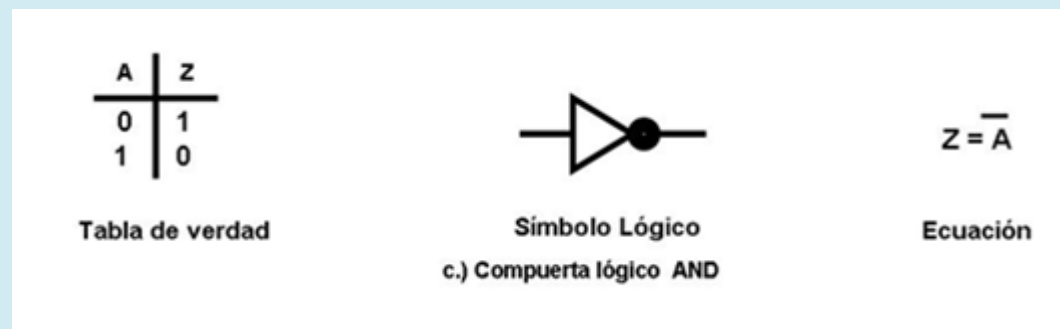 A Z
0 1
1 0
Tabla de verdad
Símbolo Lógico
c.) Compuerta lógico AND
Z = A̅
Ecuación